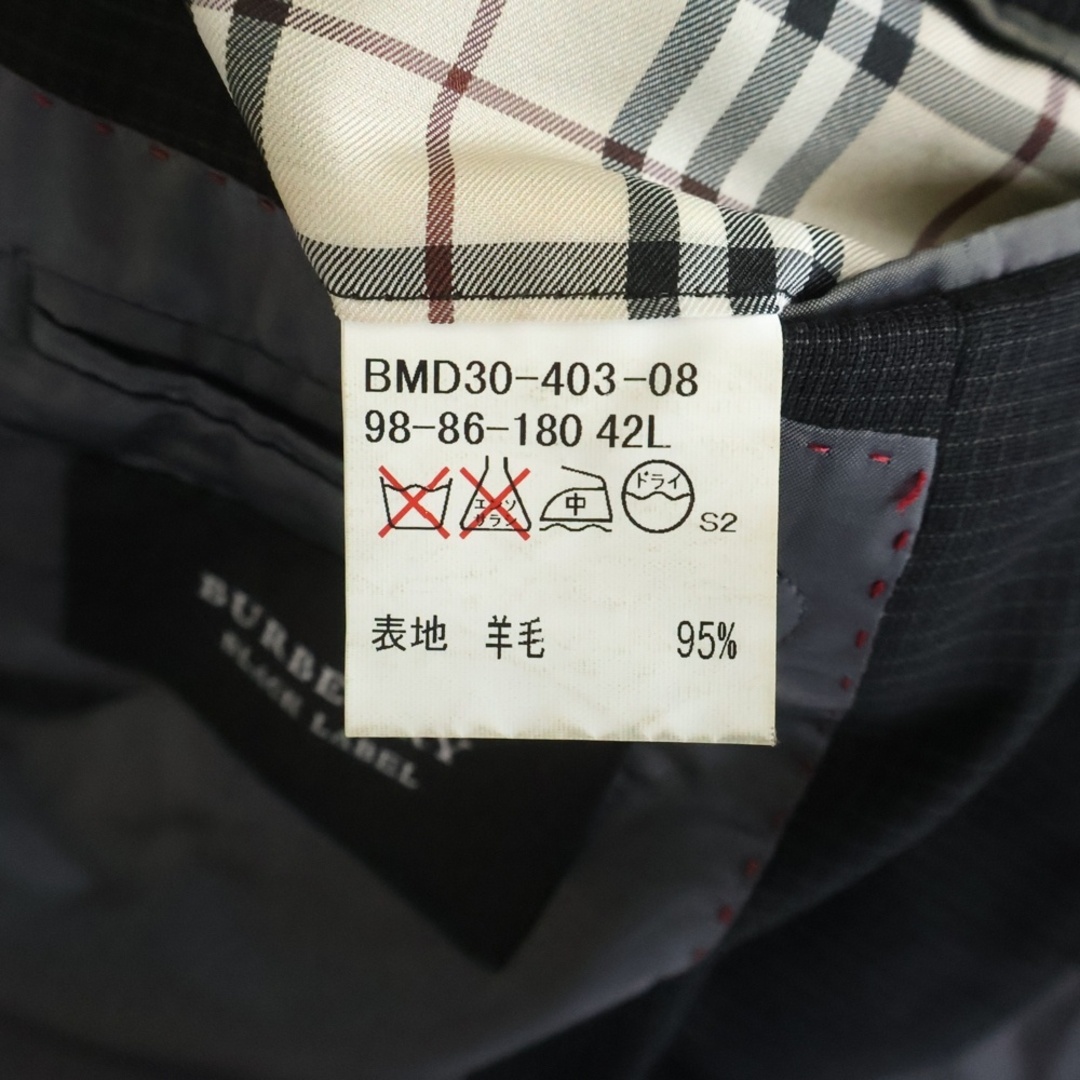 BMD30-403-08
98-86-180 42L
エンソ
サラシ
中
ドライ
S2
表地 羊毛 95%
BURBERRY
BLACK LABEL